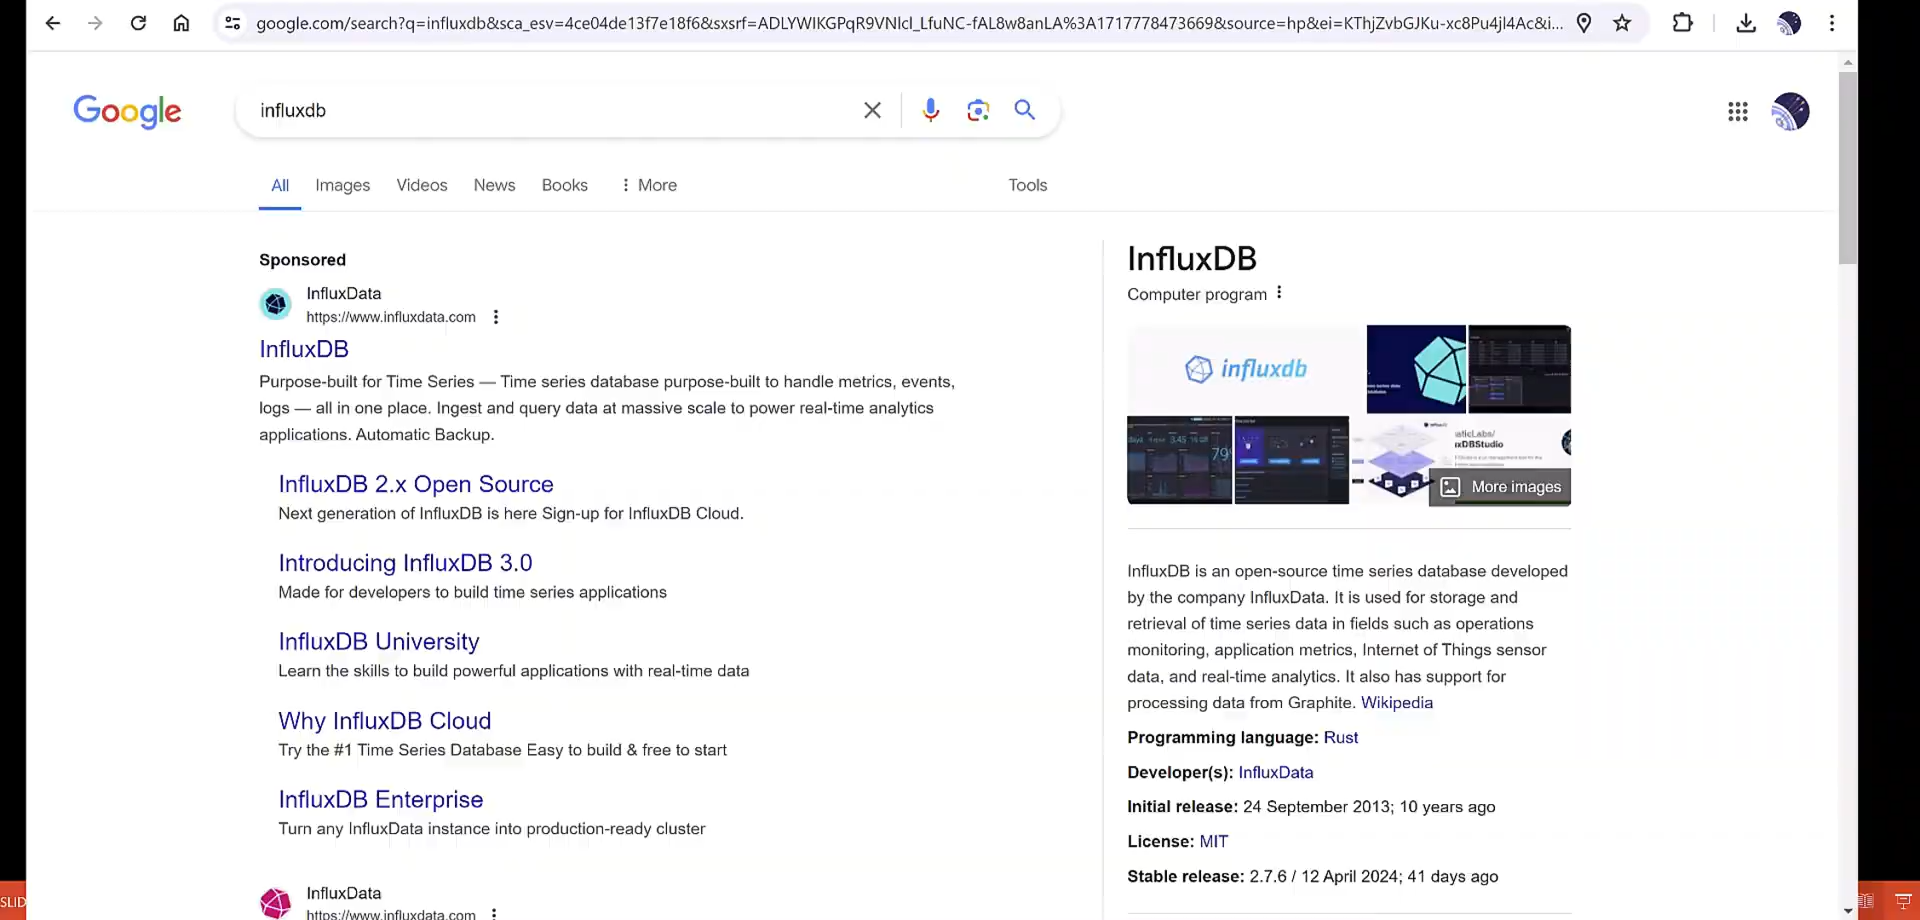 google.com/search?q=influxdb&sca_esv=4ce04de13f7e18f6&sxsrf=ADLYWIKGPqR9VNlcl_LfuNC-fAL8w8anLA%3A1717778473669&source=hp&ei=KThjZvbGJKu-xc8Pu4jl4Ac&i...
Google
influxdb
All Images Videos News Books More Tools
Sponsored
InfluxData
https://www.influxdata.com
InfluxDB
Purpose-built for Time Series — Time series database purpose-built to handle metrics, events,
logs — all in one place. Ingest and query data at massive scale to power real-time analytics
applications. Automatic Backup.
InfluxDB 2.x Open Source
Next generation of InfluxDB is here Sign-up for InfluxDB Cloud.
Introducing InfluxDB 3.0
Made for developers to build time series applications
InfluxDB University
Learn the skills to build powerful applications with real-time data
Why InfluxDB Cloud
Try the #1 Time Series Database Easy to build & free to start
InfluxDB Enterprise
Turn any InfluxData instance into production-ready cluster
InfluxData
https://www.influxdata.com
InfluxDB
Computer program
influxdb
3.45
79
aticLabs/
ixDBStudio
More images
InfluxDB is an open-source time series database developed
by the company InfluxData. It is used for storage and
retrieval of time series data in fields such as operations
monitoring, application metrics, Internet of Things sensor
data, and real-time analytics. It also has support for
processing data from Graphite. Wikipedia
Programming language: Rust
Developer(s): InfluxData
Initial release: 24 September 2013; 10 years ago
License: MIT
Stable release: 2.7.6 / 12 April 2024; 41 days ago
SLID